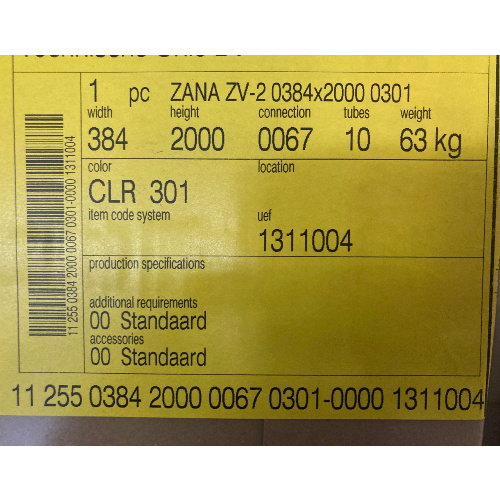 1 pc ZANA ZV-2 0384x2000 0301
width height connection tubes weight
384 2000 0067 10 63 kg
color location
CLR 301
item code system uef
1311004
production specifications
additional requirements
00 Standaard
accessories
00 Standaard
11 255 0384 2000 0067 0301-0000 1311004
11 255 0384 2000 0067 0301-0000 1311004